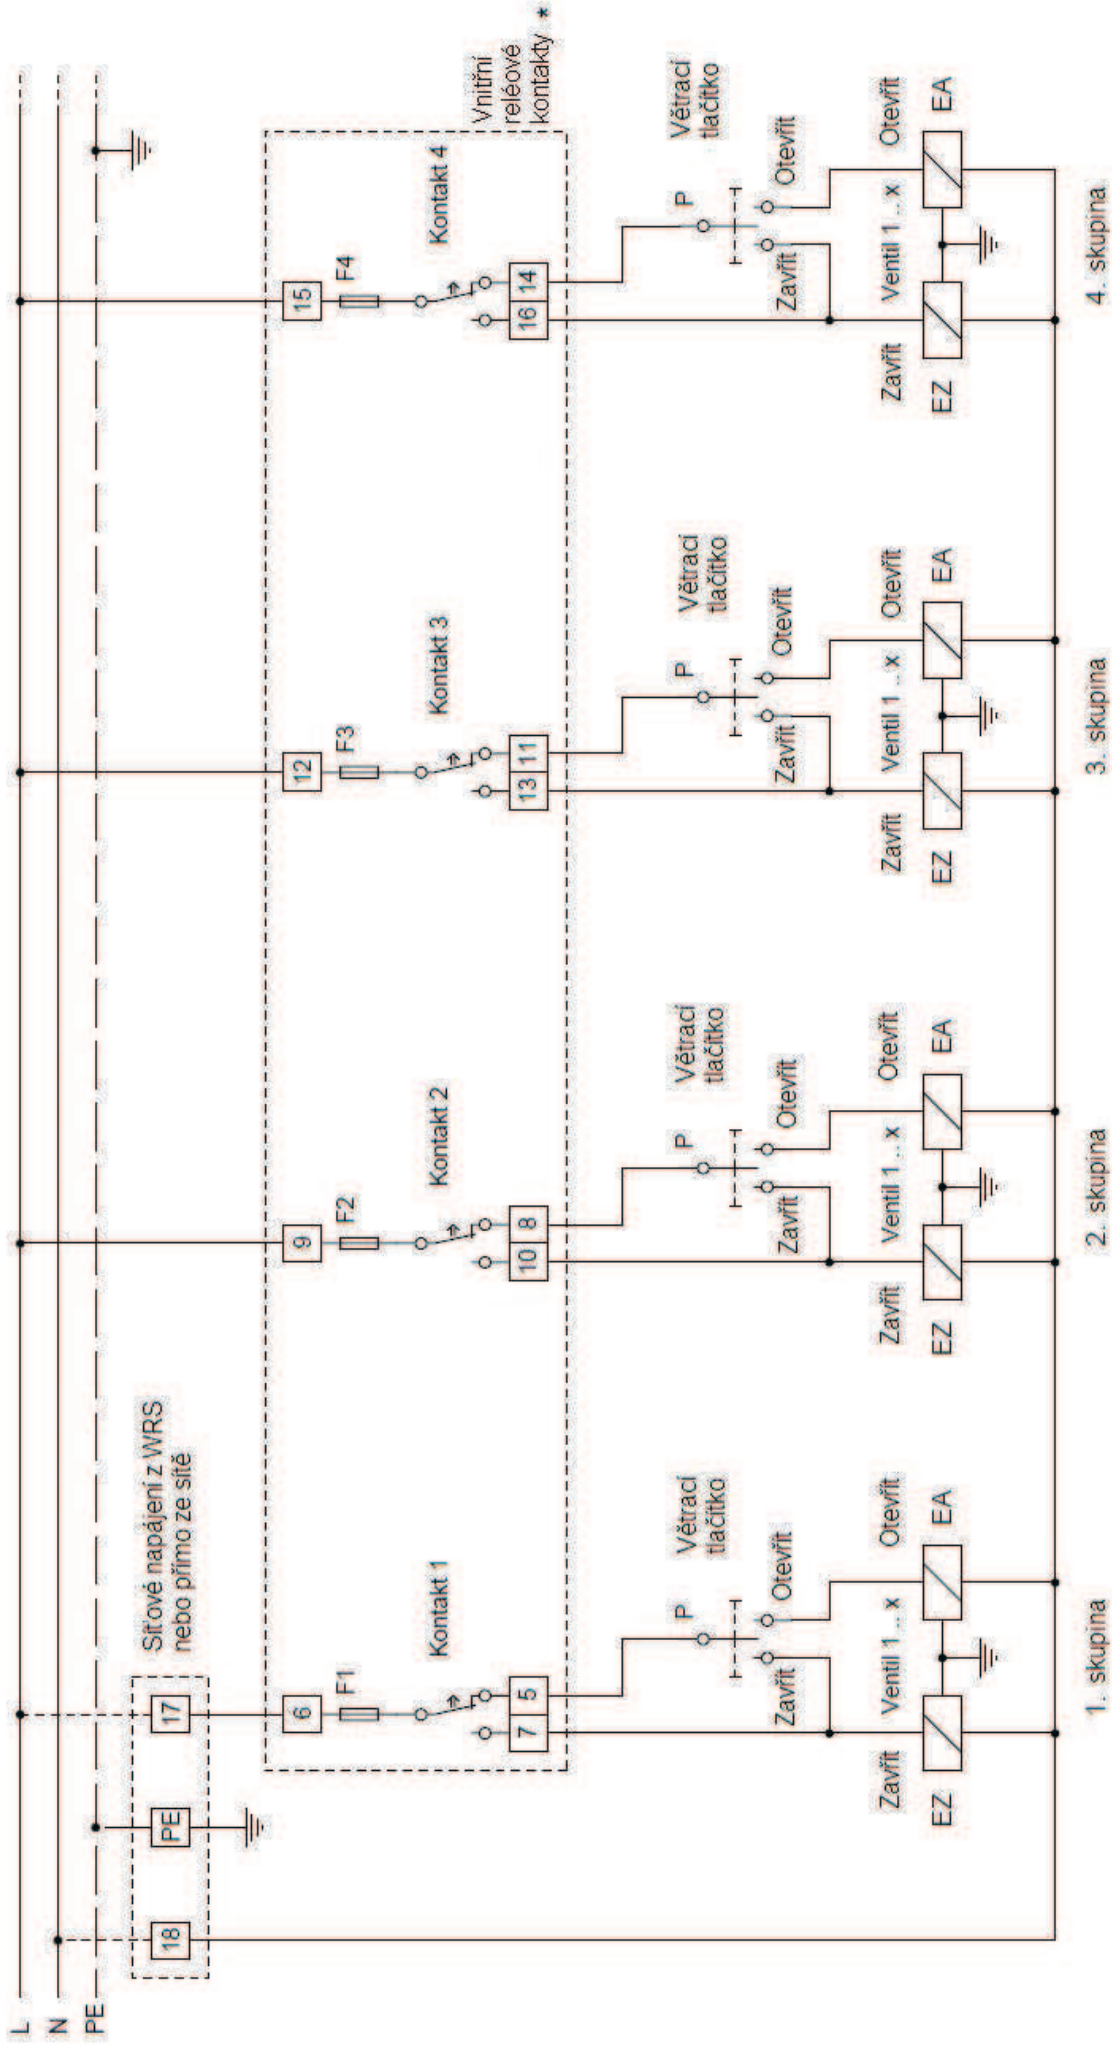 L
N
PE
18
PE
17
Síťové napájení z WRS
nebo přímo ze sítě
6
F1
Kontakt 1
7
5
9
F2
Kontakt 2
10
8
12
F3
Kontakt 3
13
11
15
F4
Kontakt 4
16
14
Vnitřní
reléové
kontakty *
P
Větrací
tlačítko
Zavřít
Otevřít
Zavřít
Ventil 1 .. x
Otevřít
EZ
EA
1. skupina
P
Větrací
tlačítko
Zavřít
Otevřít
Zavřít
Ventil 1 .. x
Otevřít
EZ
EA
2. skupina
P
Větrací
tlačítko
Zavřít
Otevřít
Zavřít
Ventil 1 .. x
Otevřít
EZ
EA
3. skupina
P
Větrací
tlačítko
Zavřít
Otevřít
Zavřít
Ventil 1 .. x
Otevřít
EZ
EA
4. skupina